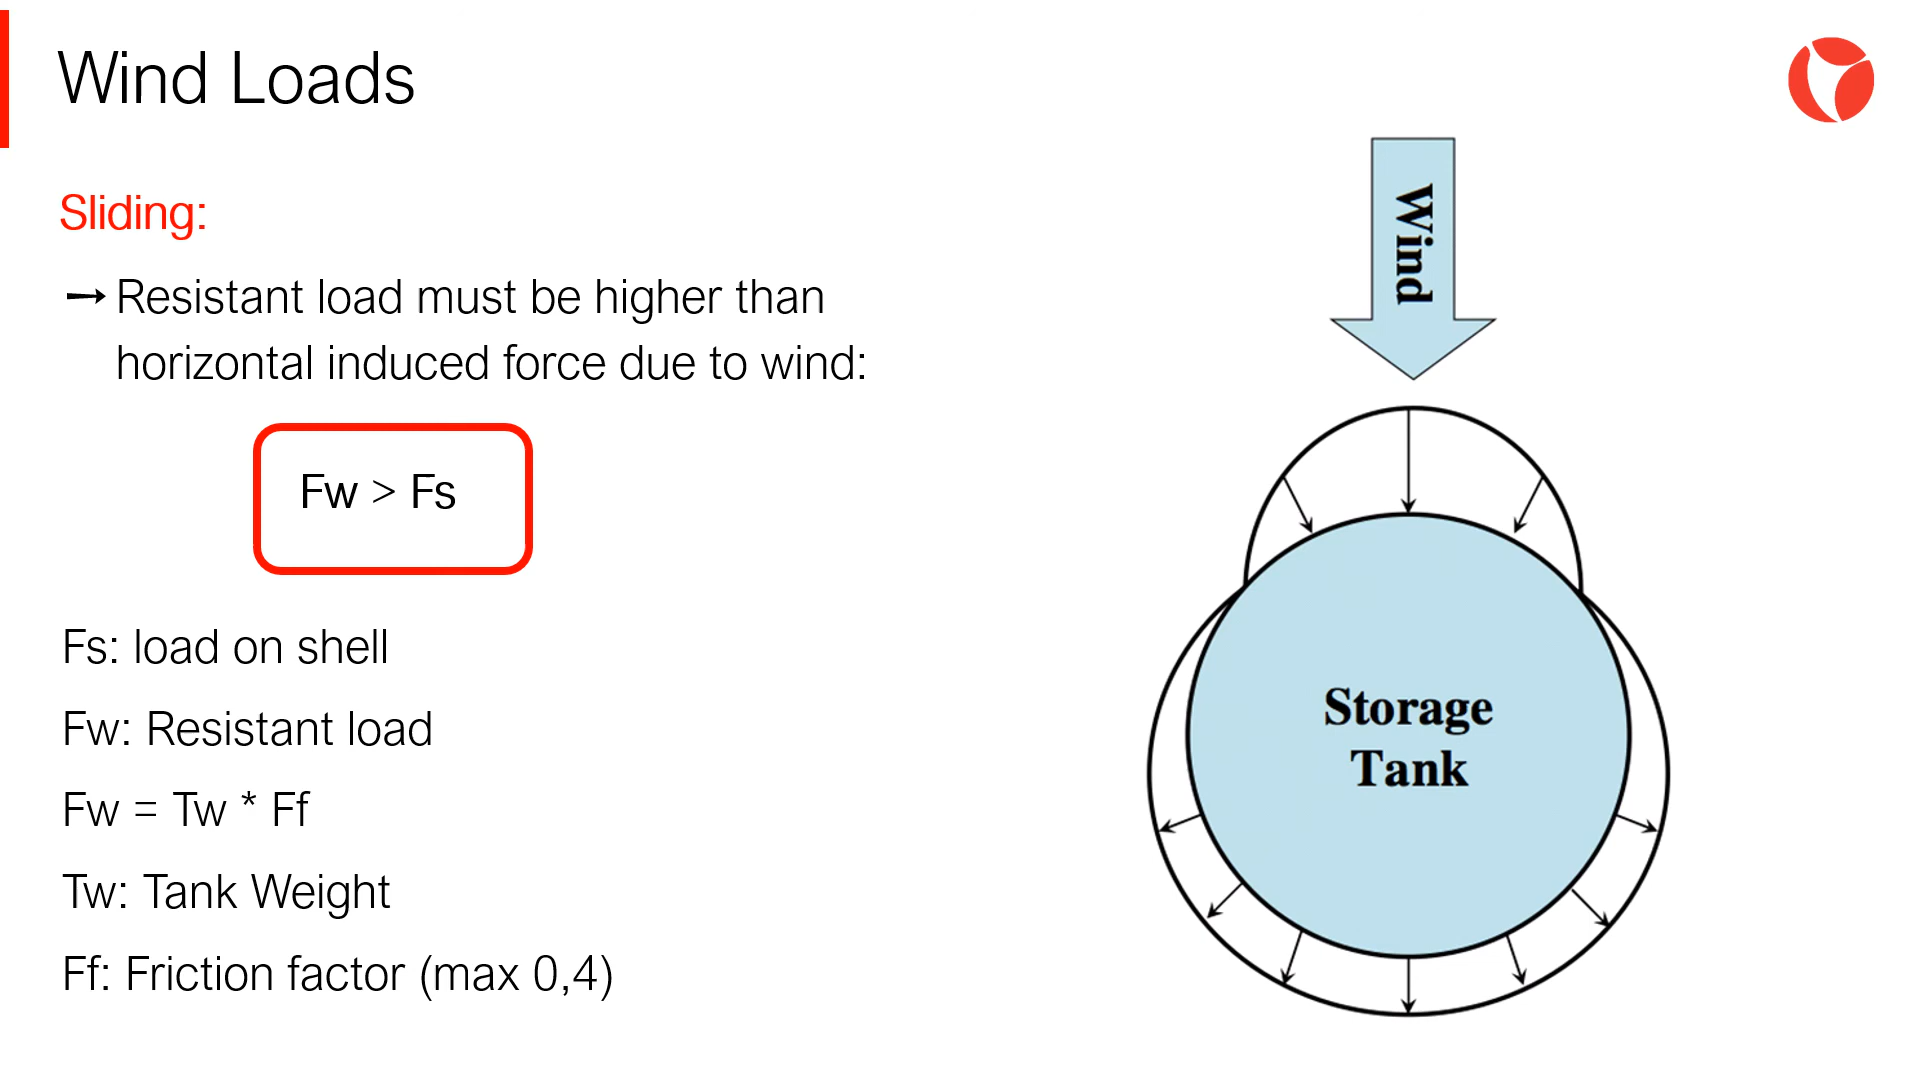 Wind Loads
Sliding:
→ Resistant load must be higher than
horizontal induced force due to wind:
Fw > Fs
Fs: load on shell
Fw: Resistant load
Fw = Tw * Ff
Tw: Tank Weight
Ff: Friction factor (max 0,4)
Wind
Storage
Tank